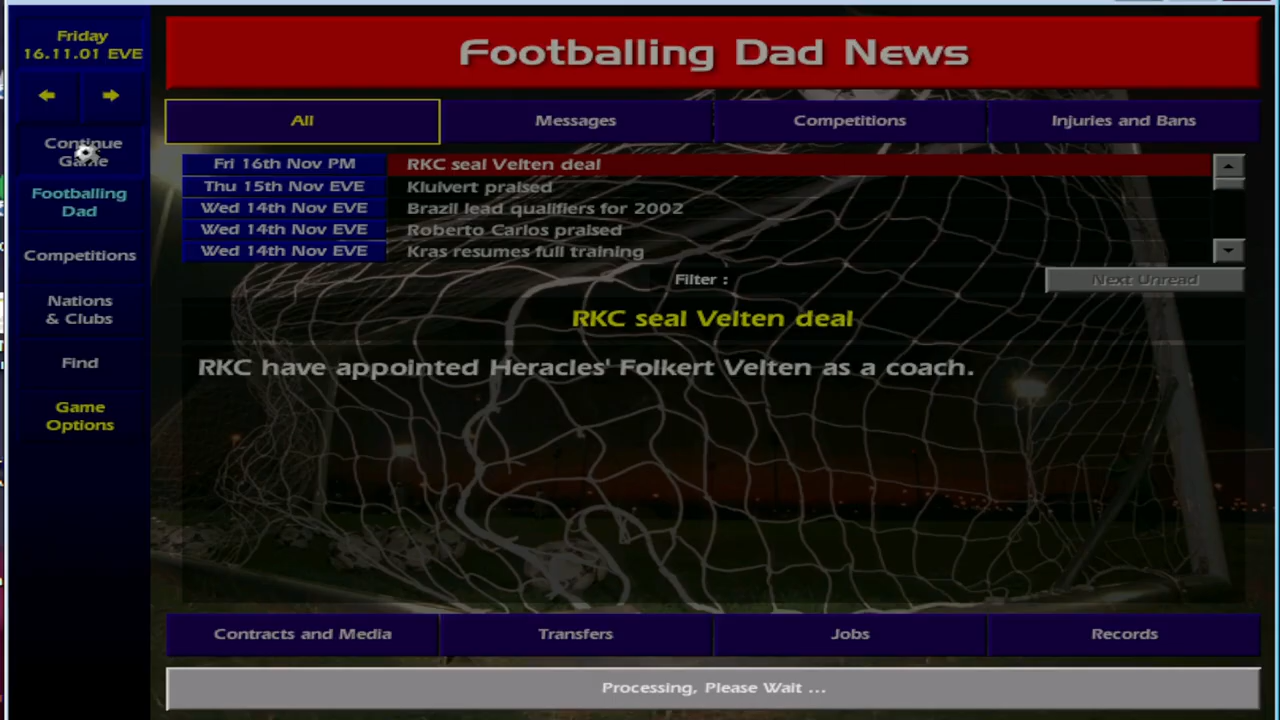 Friday
16.11.01 EVE
Continue
Game
Footballing
Dad
Competitions
Nations
& Clubs
Find
Game
Options
Footballing Dad News
All
Messages
Competitions
Injuries and Bans
Fri 16th Nov PM RKC seal Velten deal
Thu 15th Nov EVE Kluivert praised
Wed 14th Nov EVE Brazil lead qualifiers for 2002
Wed 14th Nov EVE Roberto Carlos praised
Wed 14th Nov EVE Kras resumes full training
Filter :
Next Unread
RKC seal Velten deal
RKC have appointed Heracles' Folkert Velten as a coach.
Contracts and Media
Transfers
Jobs
Records
Processing, Please Wait ...